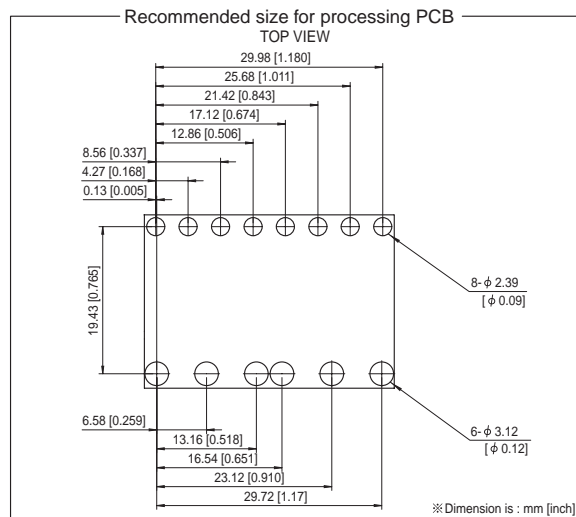 Recommended size for processing PCB
TOP VIEW
29.98 [1.180]
25.68 [1.011]
21.42 [0.843]
17.12 [0.674]
12.86 [0.506]
8.56 [0.337]
4.27 [0.168]
0.13 [0.005]
19.43 [0.765]
8-ϕ 2.39
[ϕ 0.09]
6.58 [0.259]
13.16 [0.518]
16.54 [0.651]
23.12 [0.910]
29.72 [1.17]
6-ϕ 3.12
[ϕ 0.12]
※Dimension is : mm [inch]